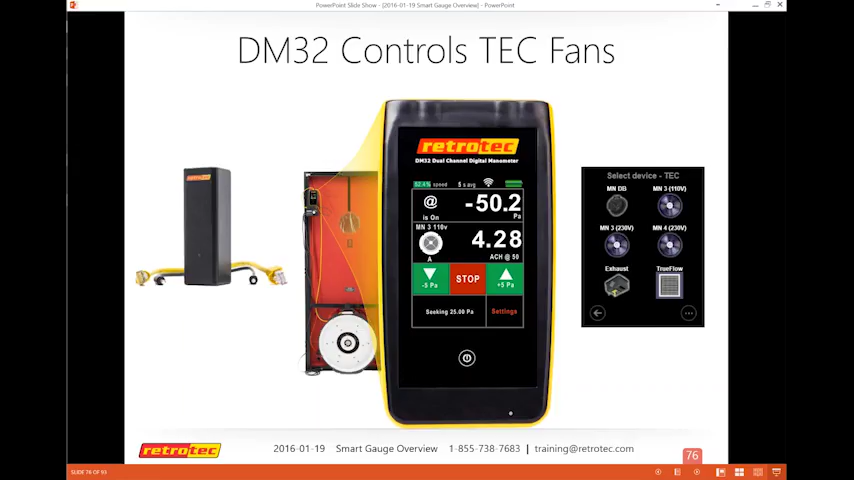 PowerPoint Slide Show - [2016-01-19 Smart Gauge Overview] - PowerPoint
DM32 Controls TEC Fans
retrotec
DM32 Dual Channel Digital Manometer
52.4% speed 5 s avg
@ -50.2
is On Pa
MN 3 110v
4.28
A ACH @ 50
-5 Pa STOP +5 Pa
Seeking 25.00 Pa Settings
Select device - TEC
MN DB MN 3 (110V)
MN 3 (230V) MN 4 (230V)
Exhaust TrueFlow
retrotec 2016-01-19 Smart Gauge Overview 1-855-738-7683 | training@retrotec.com 76
SLIDE 76 OF 93